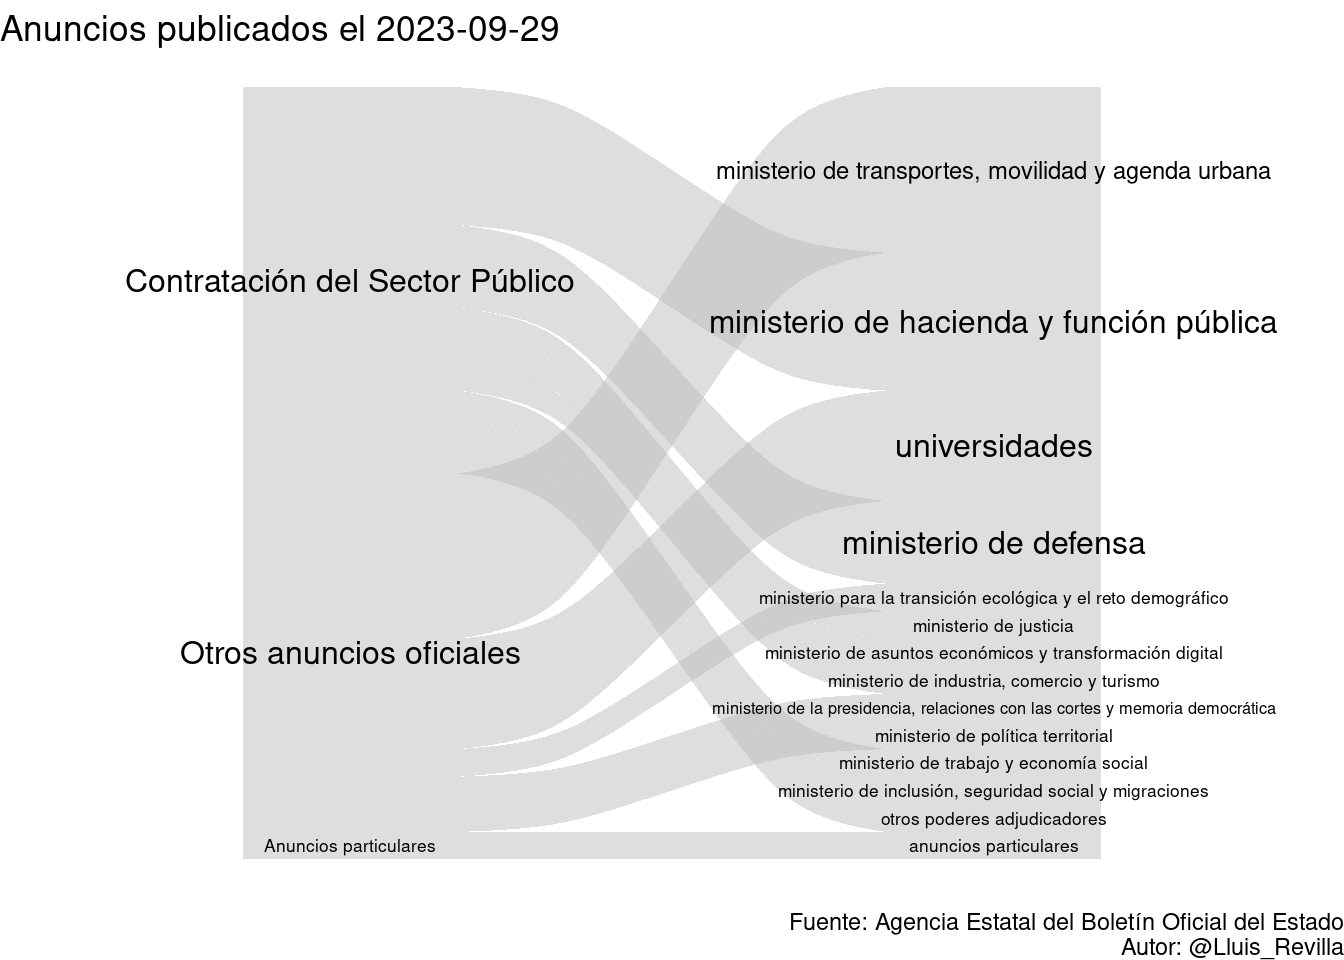 Anuncios publicados el 2023-09-29
Contratación del Sector Público
Otros anuncios oficiales
Anuncios particulares
ministerio de transportes, movilidad y agenda urbana
ministerio de hacienda y función pública
universidades
ministerio de defensa
ministerio para la transición ecológica y el reto demográfico
ministerio de justicia
ministerio de asuntos económicos y transformación digital
ministerio de industria, comercio y turismo
ministerio de la presidencia, relaciones con las cortes y memoria democrática
ministerio de política territorial
ministerio de trabajo y economía social
ministerio de inclusión, seguridad social y migraciones
otros poderes adjudicadores
anuncios particulares
Fuente: Agencia Estatal del Boletín Oficial del Estado
Autor: @Lluis_Revilla